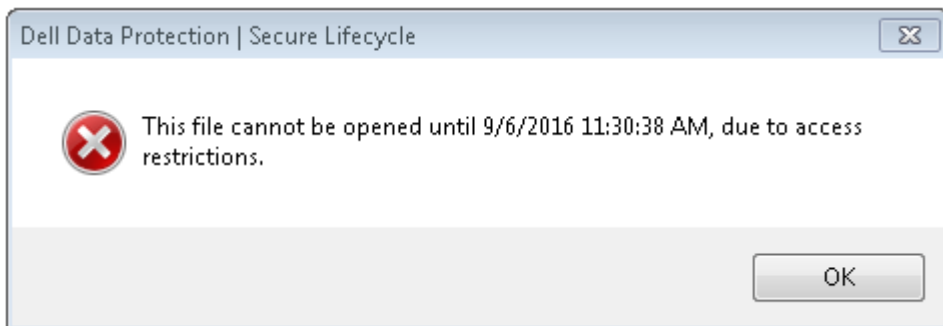 Dell Data Protection | Secure Lifecycle
This file cannot be opened until 9/6/2016 11:30:38 AM, due to access
restrictions.
OK